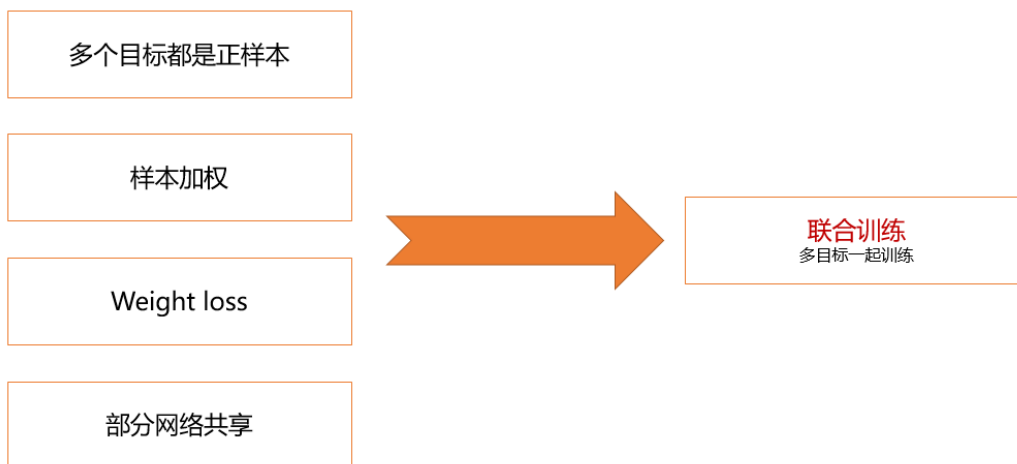 多个目标都是正样本
样本加权
Weight loss
部分网络共享
联合训练
多目标一起训练